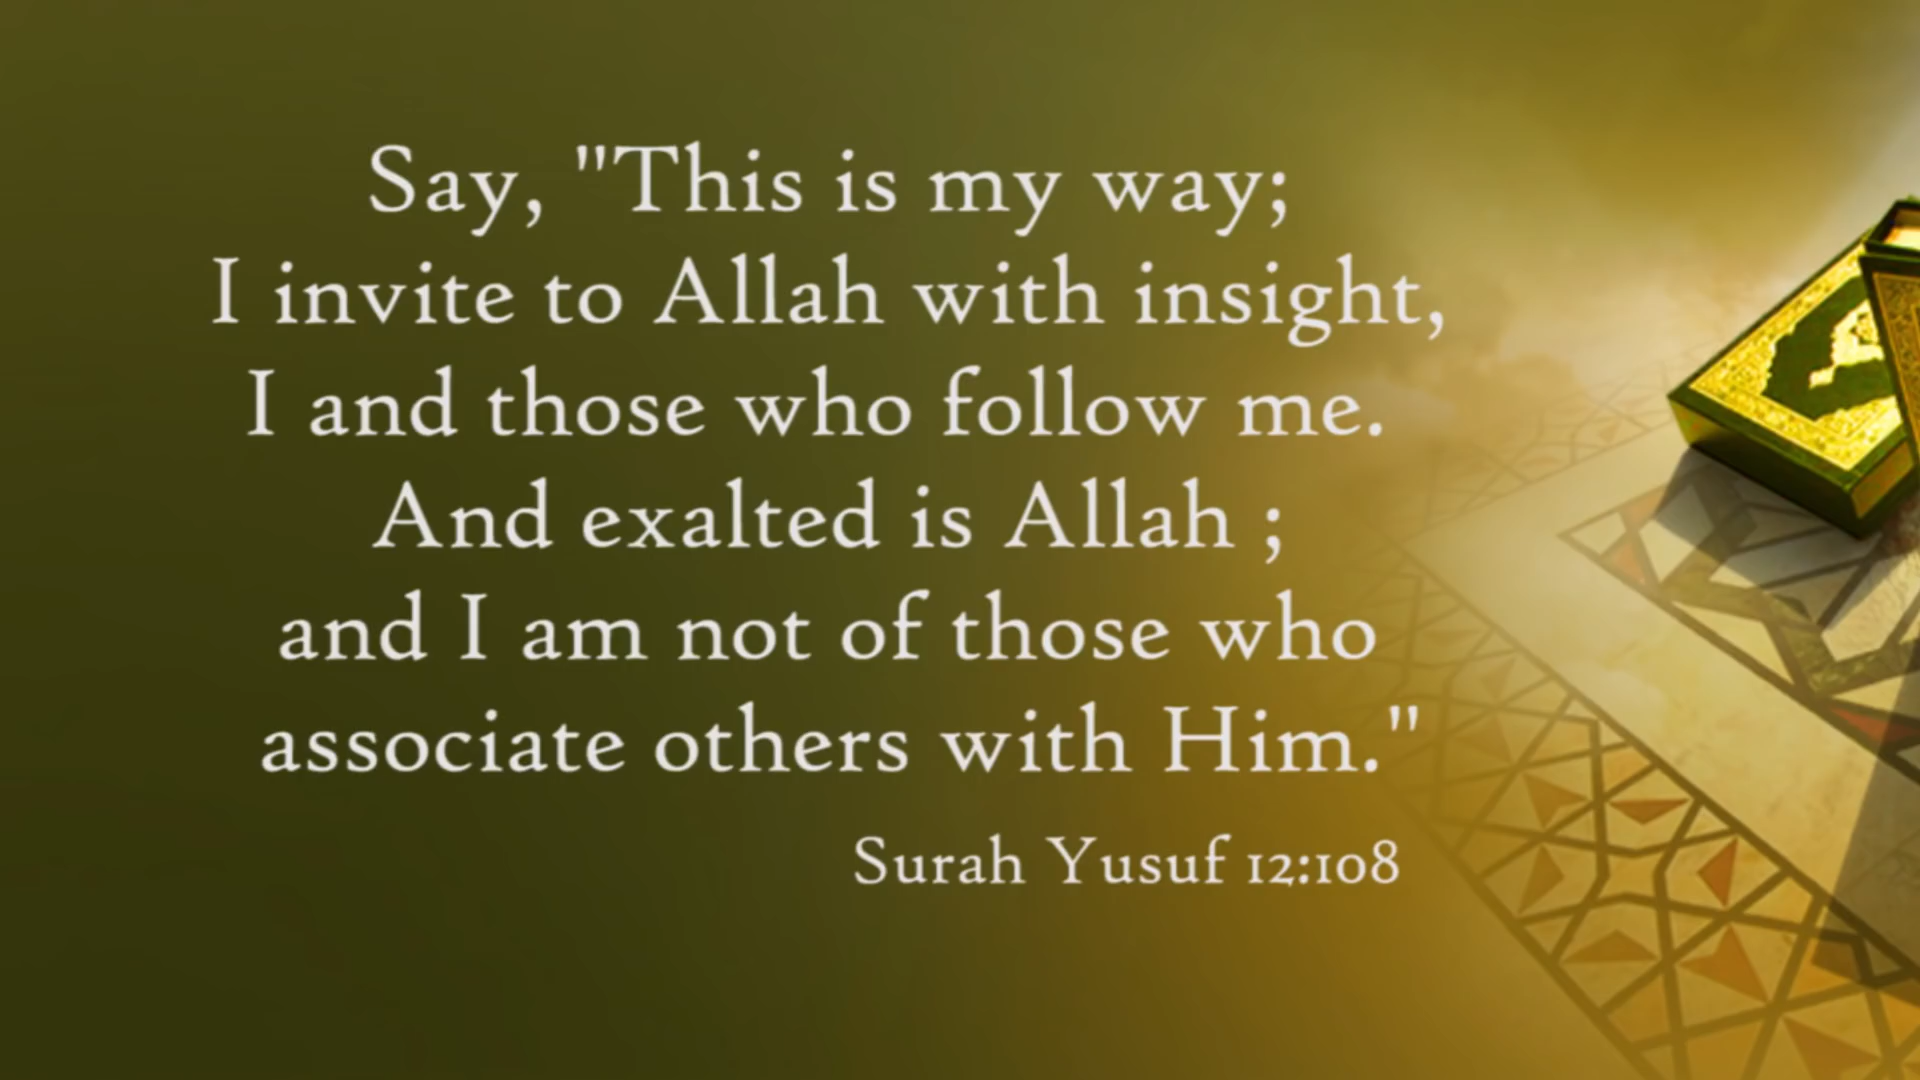 Say, "This is my way;
I invite to Allah with insight,
I and those who follow me.
And exalted is Allah ;
and I am not of those who
associate others with Him."
Surah Yusuf 12:108